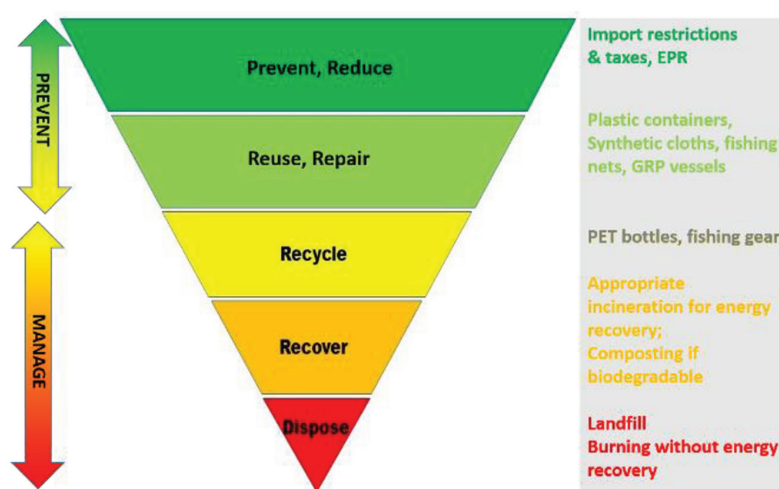 PREVENT
MANAGE
Prevent, Reduce
Reuse, Repair
Recycle
Recover
Dispose
Import restrictions
& taxes, EPR
Plastic containers,
Synthetic cloths, fishing
nets, GRP vessels
PET bottles, fishing gear
Appropriate
incineration for energy
recovery;
Composting if
biodegradable
Landfill
Burning without energy
recovery